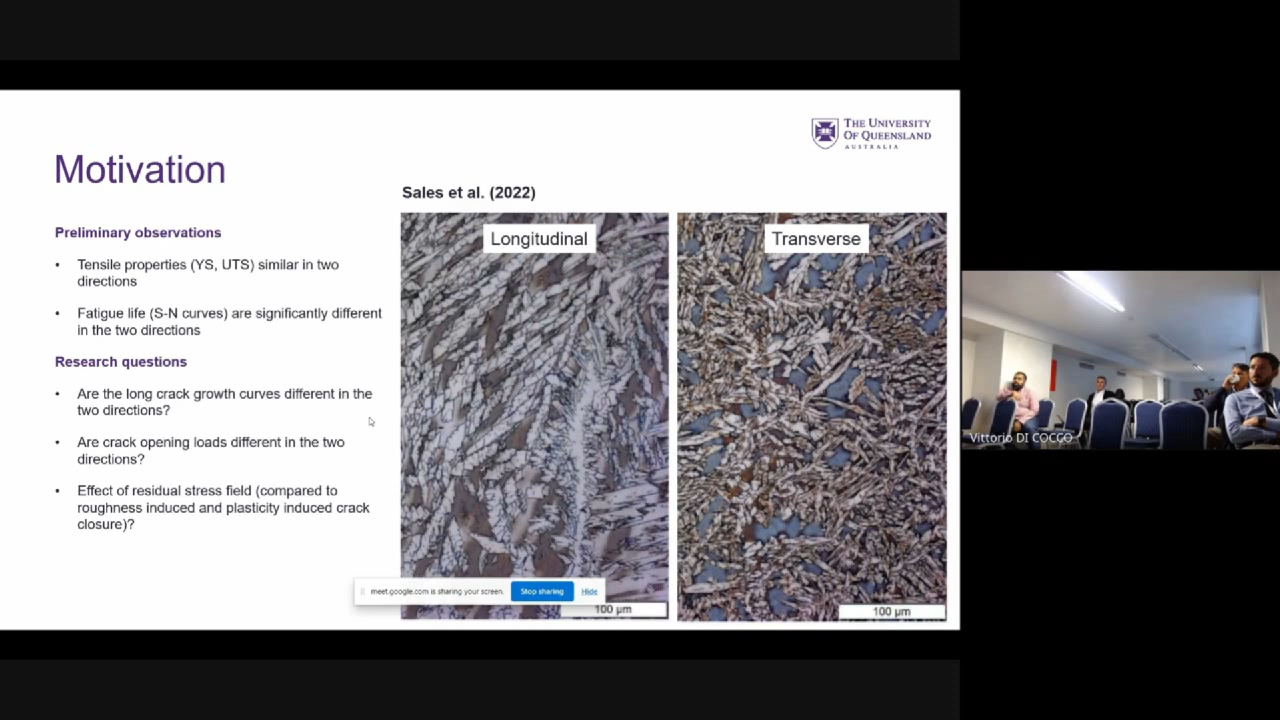 THE UNIVERSITY
OF QUEENSLAND
AUSTRALIA
Motivation
Sales et al. (2022)
Preliminary observations
• Tensile properties (YS, UTS) similar in two
directions
• Fatigue life (S-N curves) are significantly different
in the two directions
Research questions
• Are the long crack growth curves different in the
two directions?
• Are crack opening loads different in the two
directions?
• Effect of residual stress field (compared to
roughness induced and plasticity induced crack
closure)?
Longitudinal
Transverse
100 µm
100 µm
meet.google.com is sharing your screen.
Stop sharing
Hide
Vittorio DI COCCO